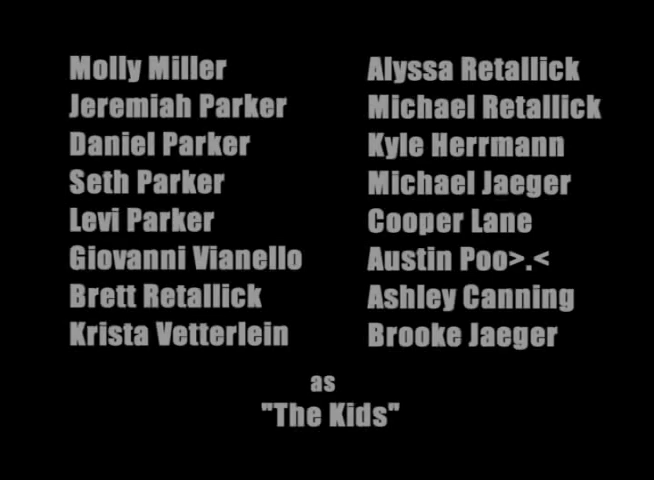 Molly Miller
Jeremiah Parker
Daniel Parker
Seth Parker
Levi Parker
Giovanni Vianello
Brett Retallick
Krista Vetterlein
Alyssa Retallick
Michael Retallick
Kyle Herrmann
Michael Jaeger
Cooper Lane
Austin Poo>.<
Ashley Canning
Brooke Jaeger
as
"The Kids"